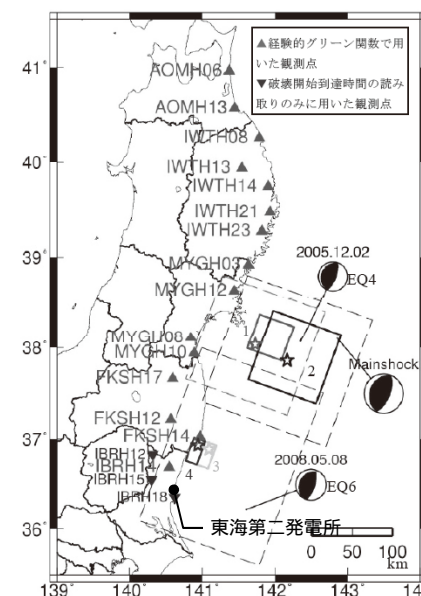 ▲経験的グリーン関数で用
いた観測点
▼破壊開始到達時間の読み
取りのみに用いた観測点
41°
AOMH06
AOMH13
40°
IWTH08
IWTH13
IWTH14
IWTH21
IWTH23
39°
MYGH03
2005.12.02
EQ4
MYGH12
38°
MYGH08
1
2
Mainshock
MYGH10
FKSH17
FKSH12
37°
FKSH14
IBRH12
3
2008.05.08
IBRH14
IBRH15
4
EQ6
IBRH18
36°
東海第二発電所
0 50 100
km
139° 140° 141° 142° 143° 144°